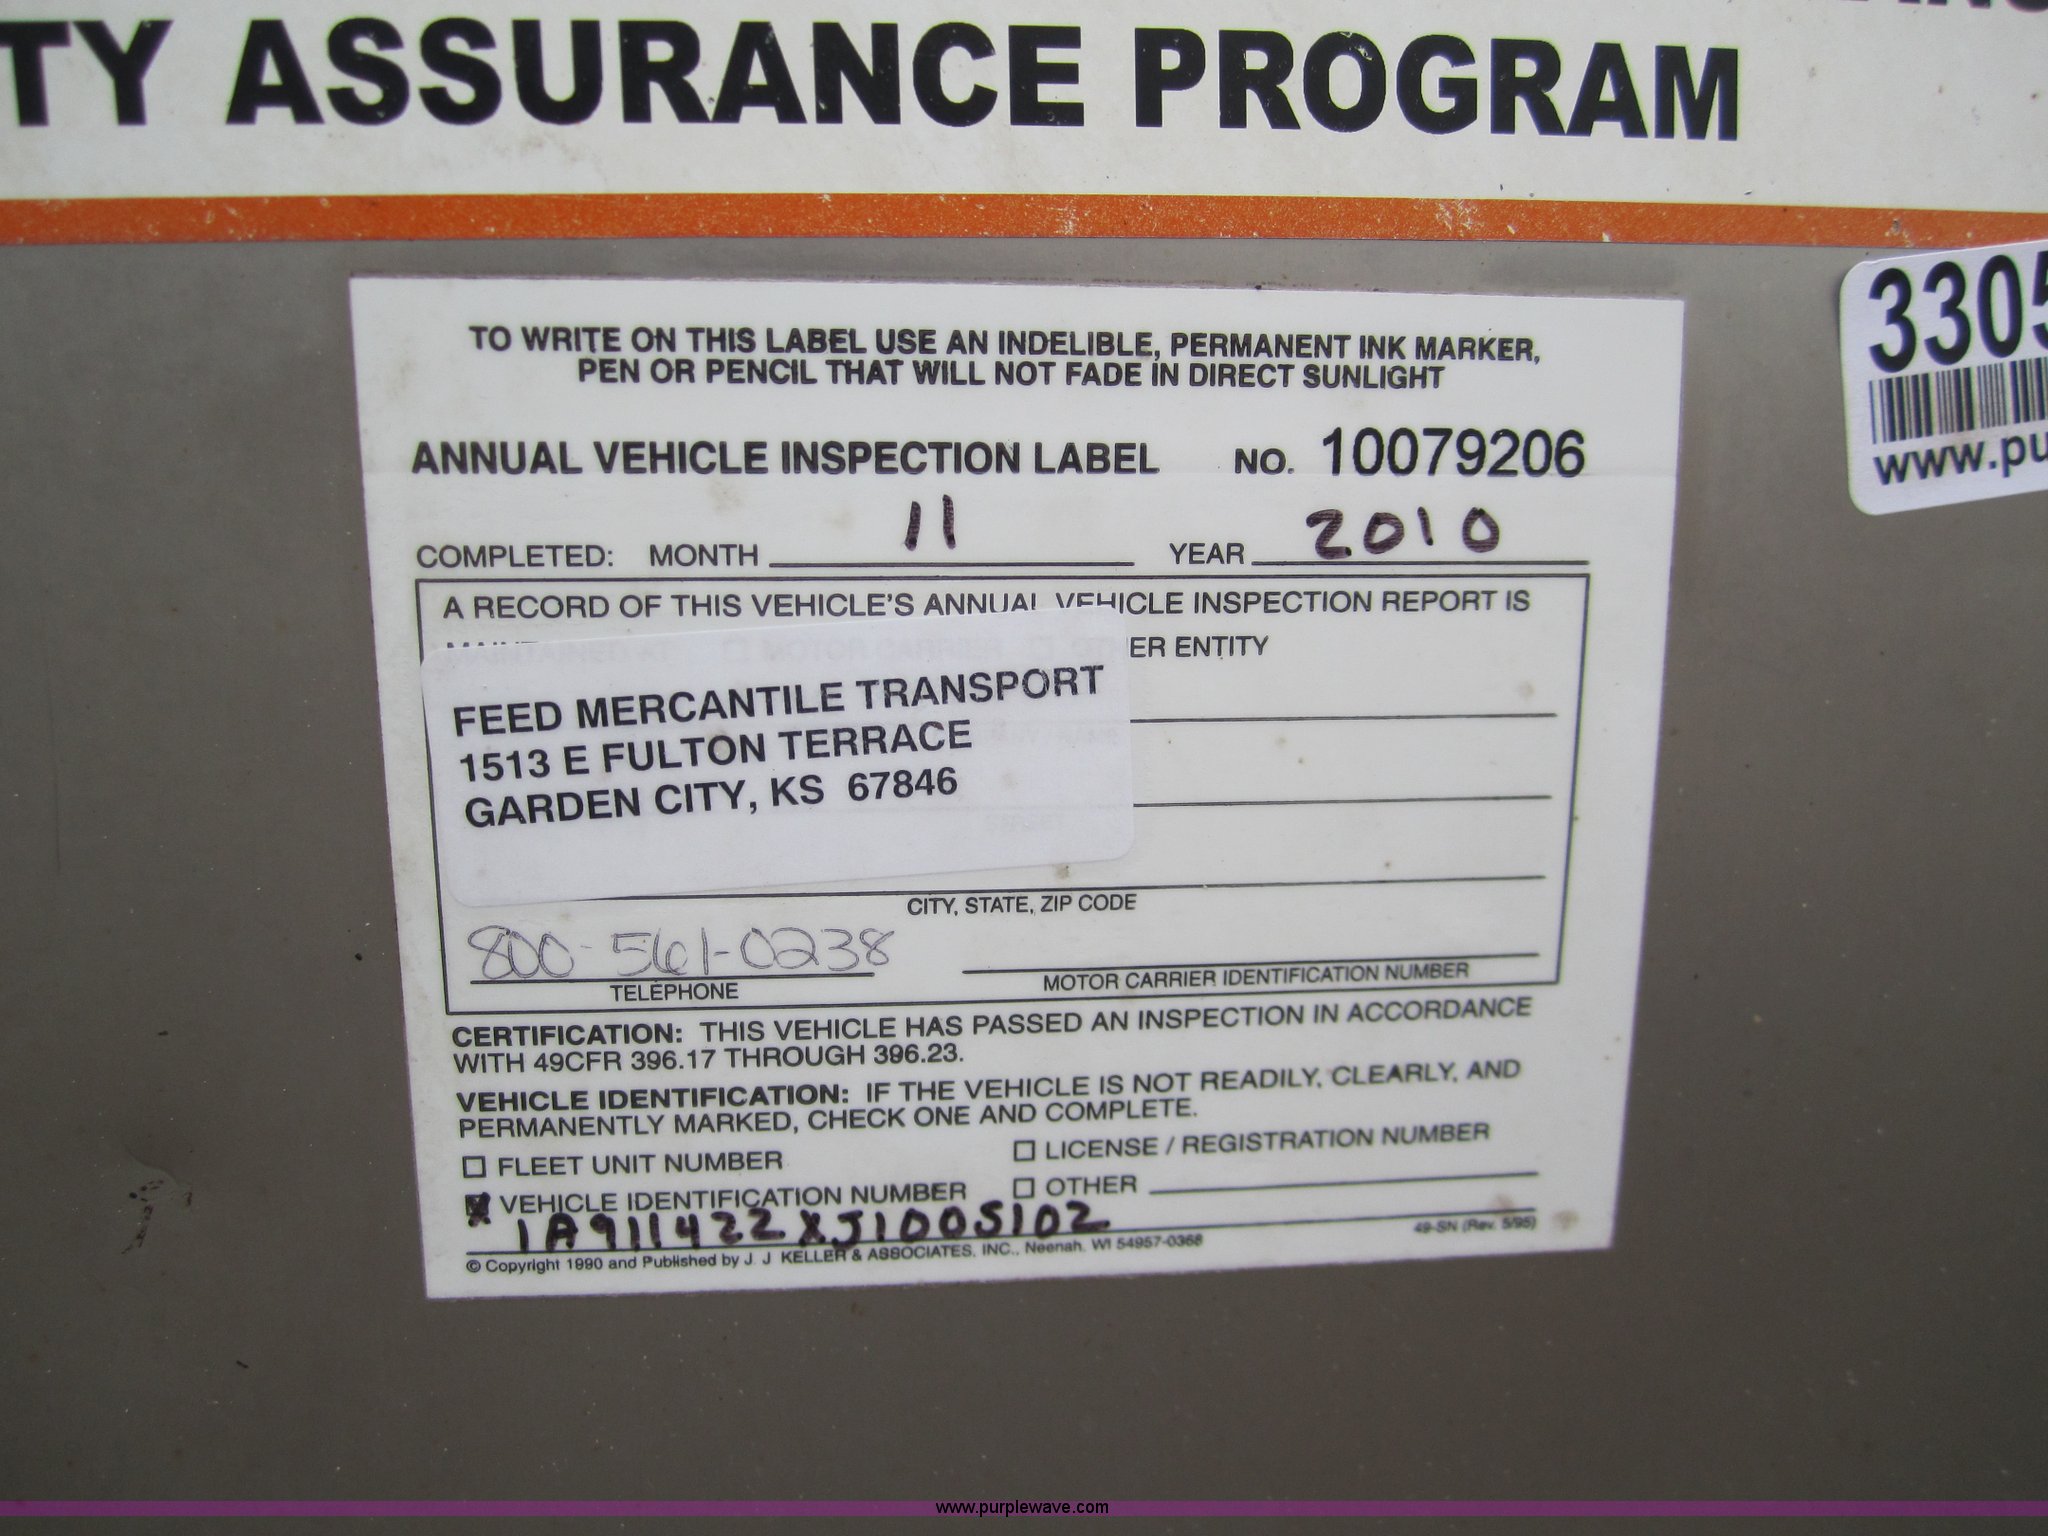 TY ASSURANCE PROGRAM
3305
www.pu
TO WRITE ON THIS LABEL USE AN INDELIBLE, PERMANENT INK MARKER,
PEN OR PENCIL THAT WILL NOT FADE IN DIRECT SUNLIGHT
ANNUAL VEHICLE INSPECTION LABEL NO. 10079206
COMPLETED: MONTH 11 YEAR 2010
A RECORD OF THIS VEHICLE'S ANNUAL VEHICLE INSPECTION REPORT IS
ER ENTITY
FEED MERCANTILE TRANSPORT
1513 E FULTON TERRACE
GARDEN CITY, KS 67846
CITY, STATE, ZIP CODE
800-561-0238
TELEPHONE MOTOR CARRIER IDENTIFICATION NUMBER
CERTIFICATION: THIS VEHICLE HAS PASSED AN INSPECTION IN ACCORDANCE
WITH 49CFR 396.17 THROUGH 396.23.
VEHICLE IDENTIFICATION: IF THE VEHICLE IS NOT READILY, CLEARLY, AND
PERMANENTLY MARKED, CHECK ONE AND COMPLETE.
FLEET UNIT NUMBER LICENSE / REGISTRATION NUMBER
VEHICLE IDENTIFICATION NUMBER OTHER
1A911422XJ1005102
49-SN (Rev. 5/95)
© Copyright 1990 and Published by J. J. KELLER & ASSOCIATES, INC., Neenah, WI 54957-0368
www.purplewave.com